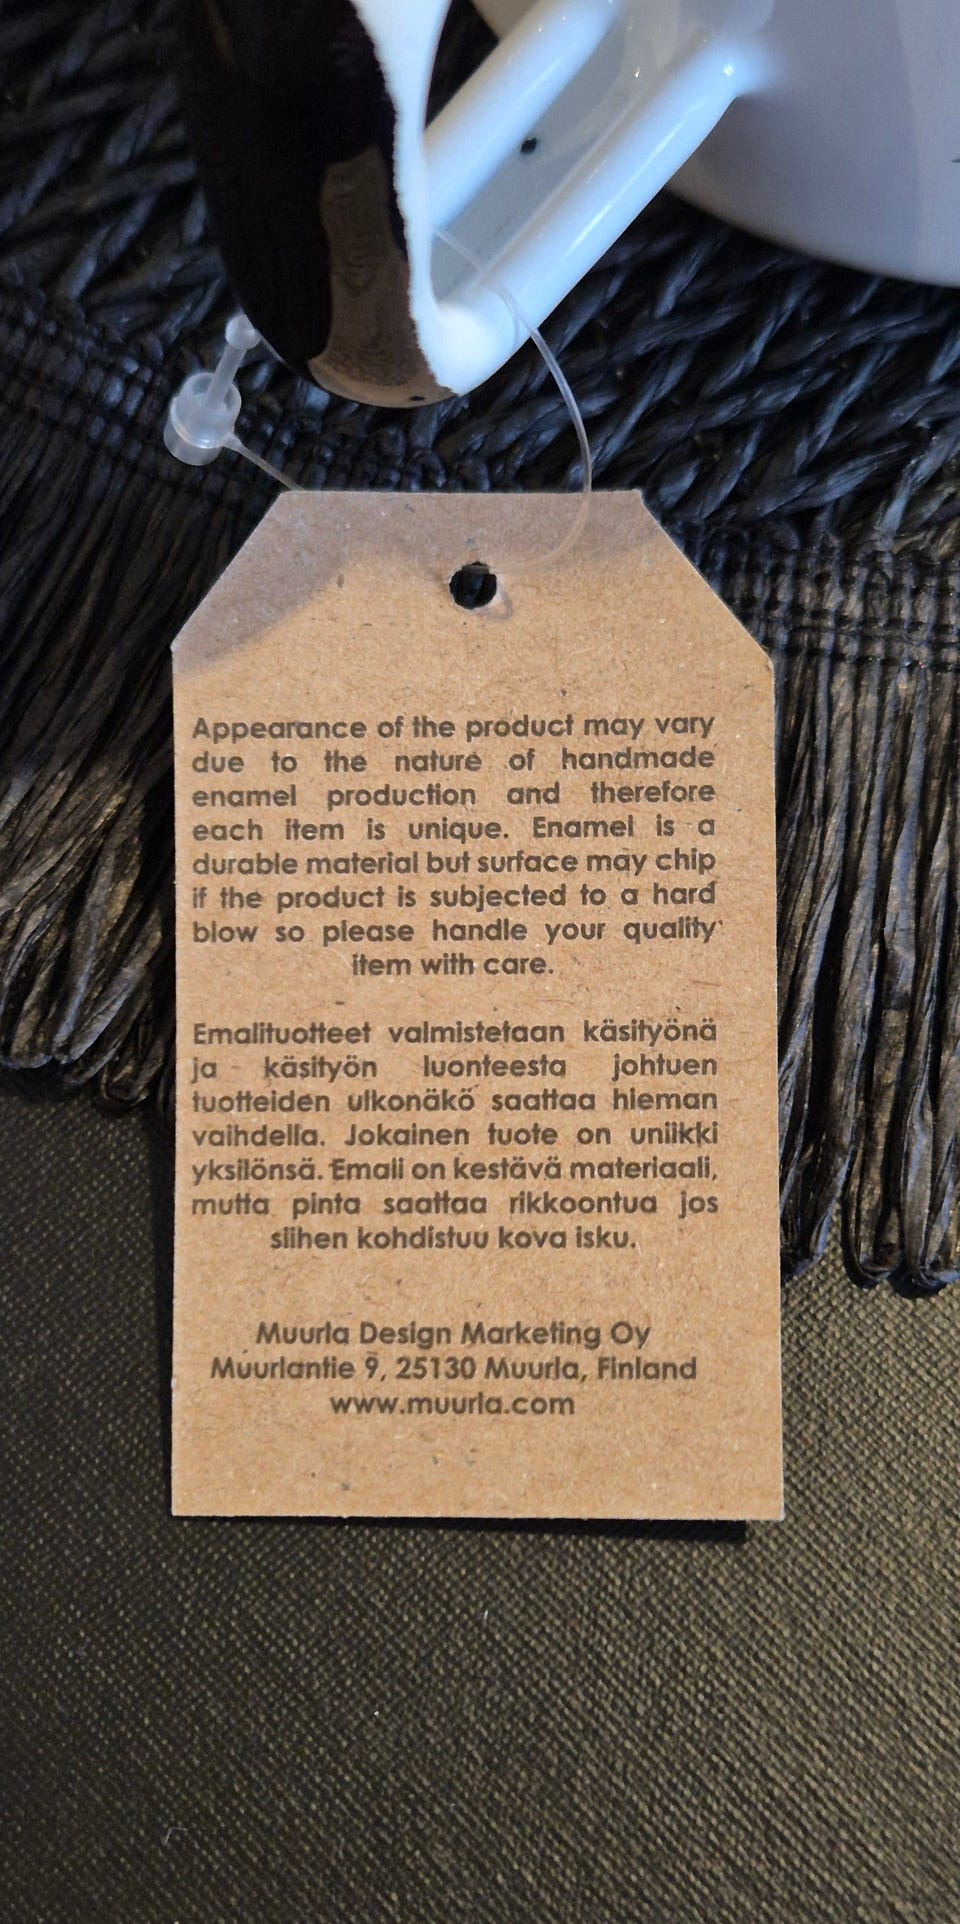 Appearance of the product may vary
due to the nature of handmade
enamel production and therefore
each item is unique. Enamel is a
durable material but surface may chip
if the product is subjected to a hard
blow so please handle your quality
item with care.
Emalituotteet valmistetaan käsityönä
ja käsityön luonteesta johtuen
tuotteiden ulkonäkö saattaa hieman
vaihdella. Jokainen tuote on uniikki
yksilönsä. Emali on kestävä materiaali,
mutta pinta saattaa rikkoontua jos
siihen kohdistuu kova isku.
Muurla Design Marketing Oy
Muurlantie 9, 25130 Muurla, Finland
www.muurla.com